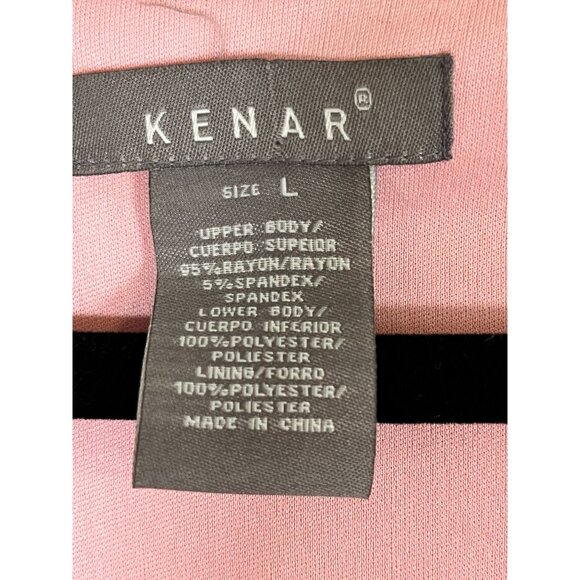 KENAR®
SIZE L
UPPER BODY/
CUERPO SUPEIOR
95%RAYON/RAYON
5%SPANDEX/
SPANDEX
LOWER BODY/
CUERPO INFERIOR
100%POLYESTER/
POLIESTER
LINING/FORRO
100%POLYESTER/
POLIESTER
MADE IN CHINA